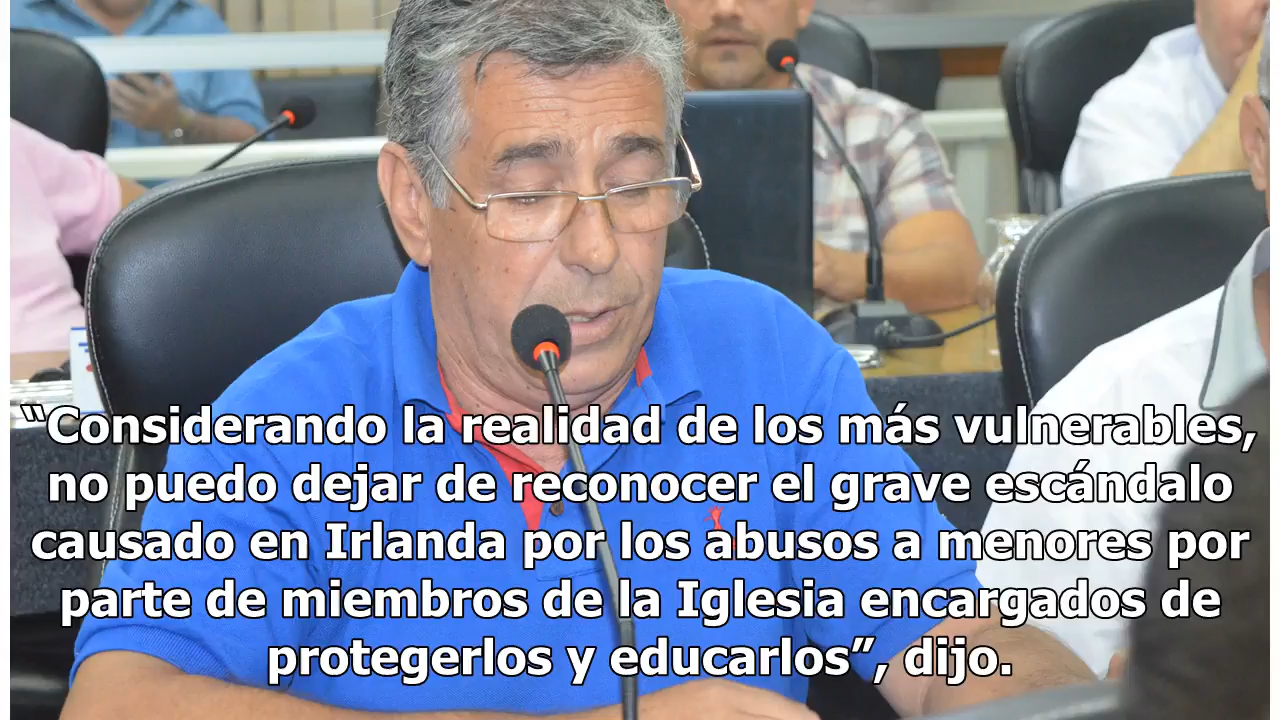 “Considerando la realidad de los más vulnerables,
no puedo dejar de reconocer el grave escándalo
causado en Irlanda por los abusos a menores por
parte de miembros de la Iglesia encargados de
protegerlos y educarlos”, dijo.